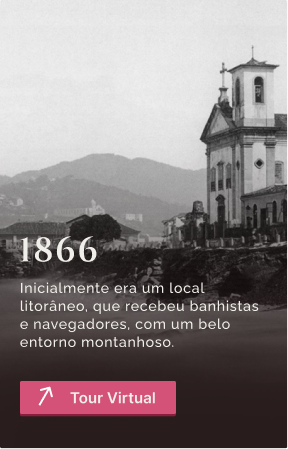 1866
Inicialmente era um local
litorâneo, que recebeu banhistas
e navegadores, com um belo
entorno montanhoso.
Tour Virtual